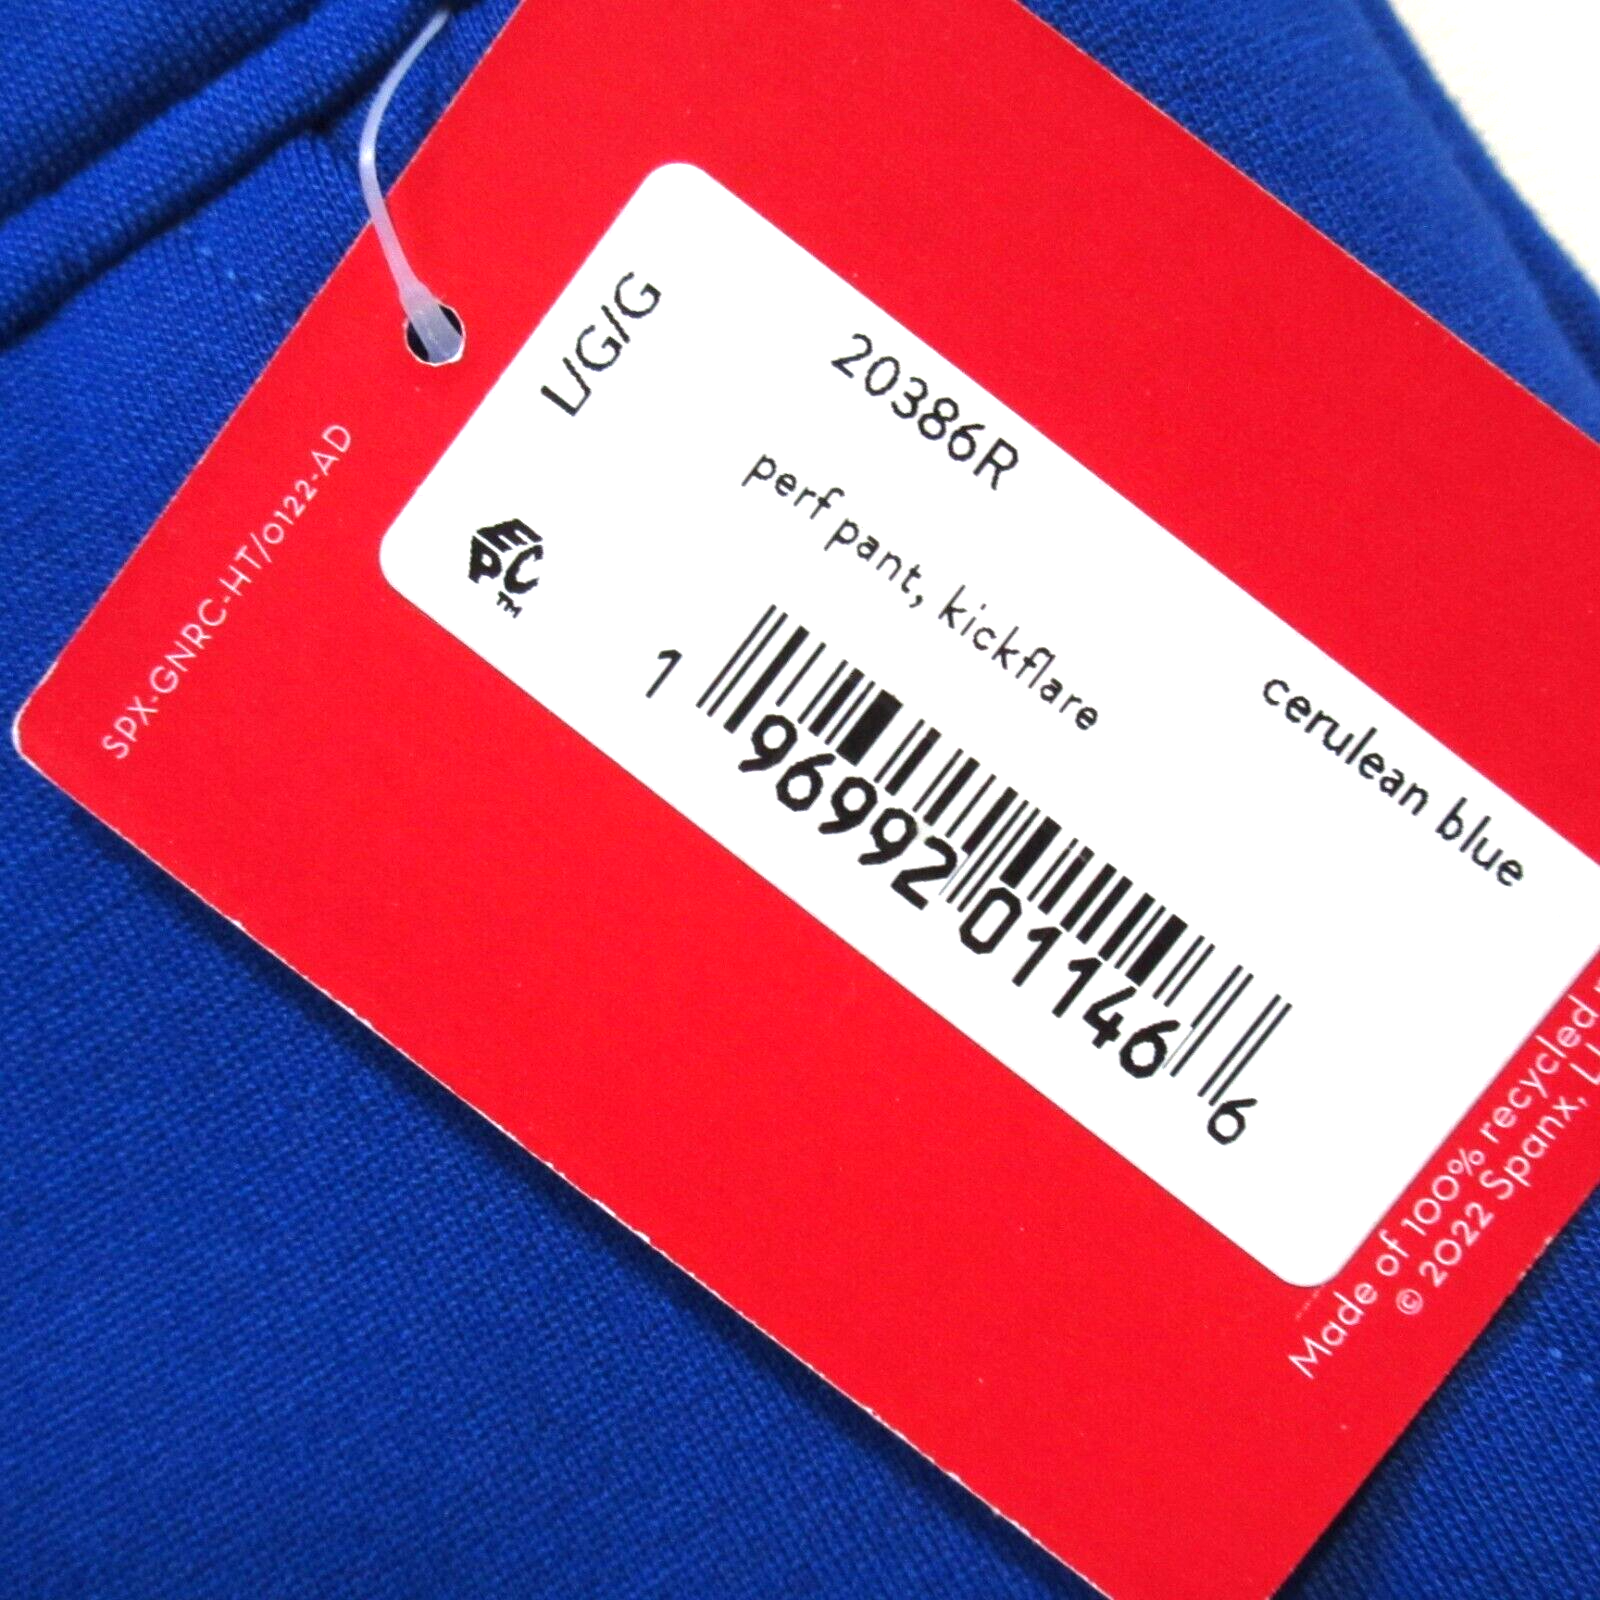 L/G/G
20386R
perf pant, kickflare
cerulean blue
EPC™
1 96992 01146 6
SPX-GNRC-HT/0122-AD
Made of 100% recycled
© 2022 Spanx,